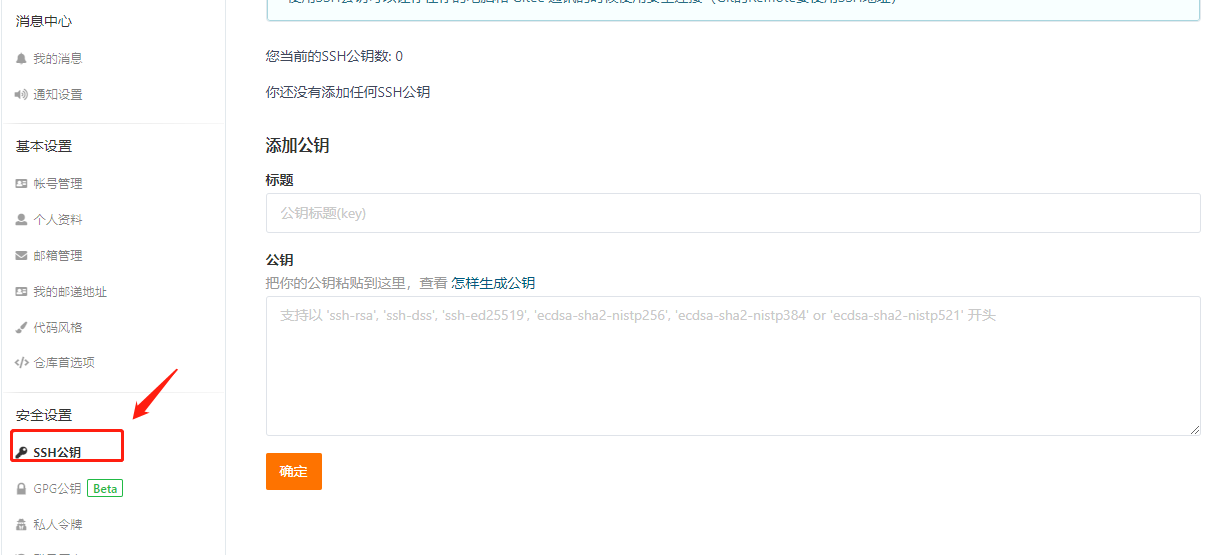 消息中心
我的消息
通知设置
基本设置
帐号管理
个人资料
邮箱管理
我的邮递地址
代码风格
仓库首选项
安全设置
SSH公钥
GPG公钥 Beta
私人令牌
您当前的SSH公钥数: 0
你还没有添加任何SSH公钥
添加公钥
标题
公钥标题(key)
公钥
把你的公钥粘贴到这里，查看 怎样生成公钥
支持以 'ssh-rsa', 'ssh-dss', 'ssh-ed25519', 'ecdsa-sha2-nistp256', 'ecdsa-sha2-nistp384' or 'ecdsa-sha2-nistp521' 开头
确定